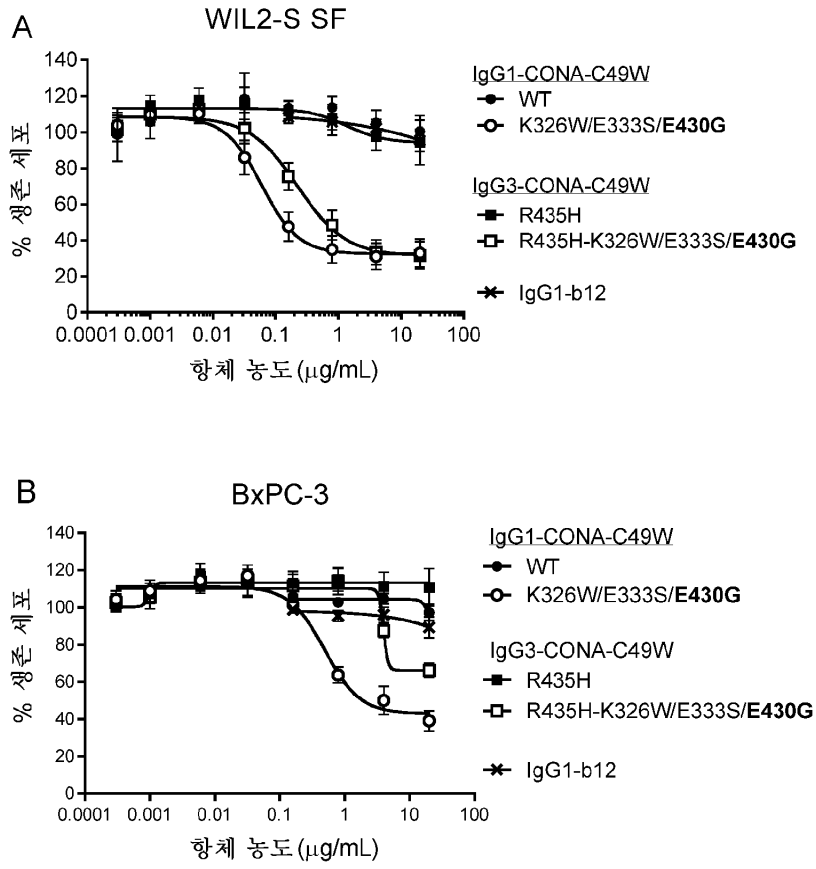 A
WIL2-S SF
140
120
100
80
60
40
20
0
% 생존 세포
0.0001 0.001 0.01 0.1 1 10 100
항체 농도 (μg/mL)
IgG1-CONA-C49W
WT
K326W/E333S/E430G
IgG3-CONA-C49W
R435H
R435H-K326W/E333S/E430G
IgG1-b12
B
BxPC-3
140
120
100
80
60
40
20
0
% 생존 세포
0.0001 0.001 0.01 0.1 1 10 100
항체 농도 (μg/mL)
IgG1-CONA-C49W
WT
K326W/E333S/E430G
IgG3-CONA-C49W
R435H
R435H-K326W/E333S/E430G
IgG1-b12